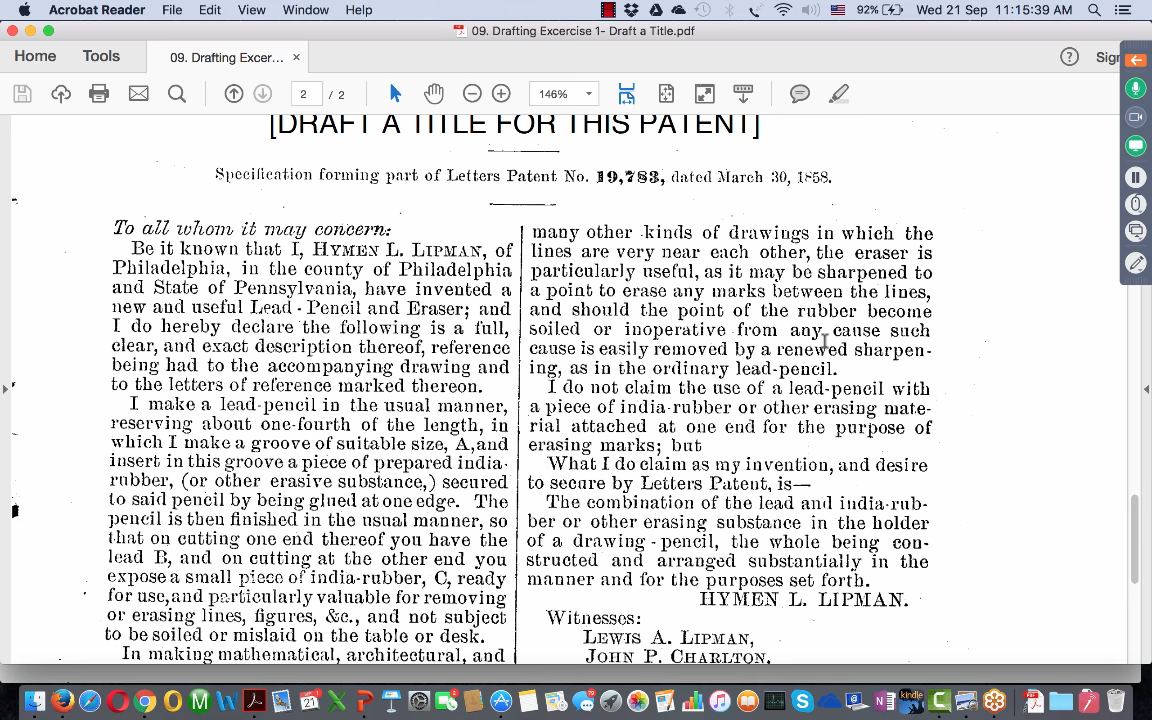 Acrobat Reader File Edit View Window Help 92% Wed 21 Sep 11:15:39 AM
09. Drafting Excercise 1- Draft a Title.pdf
Home Tools 09. Drafting Excer... × Sign
2 / 2 146%
[DRAFT A TITLE FOR THIS PATENT]
Specification forming part of Letters Patent No. 19,783, dated March 30, 1858.
To all whom it may concern:
Be it known that I, HYMEN L. LIPMAN, of
Philadelphia, in the county of Philadelphia
and State of Pennsylvania, have invented a
new and useful Lead-Pencil and Eraser; and
I do hereby declare the following is a full,
clear, and exact description thereof, reference
being had to the accompanying drawing and
to the letters of reference marked thereon.
I make a lead-pencil in the usual manner,
reserving about one-fourth of the length, in
which I make a groove of suitable size, A, and
insert in this groove a piece of prepared india-
rubber, (or other erasive substance,) secured
to said pencil by being glued at one edge. The
pencil is then finished in the usual manner, so
that on cutting one end thereof you have the
lead B, and on cutting at the other end you
expose a small piece of india-rubber, C, ready
for use, and particularly valuable for removing
or erasing lines, figures, &c., and not subject
to be soiled or mislaid on the table or desk.
In making mathematical, architectural, and
many other kinds of drawings in which the
lines are very near each other, the eraser is
particularly useful, as it may be sharpened to
a point to erase any marks between the lines,
and should the point of the rubber become
soiled or inoperative from any cause such
cause is easily removed by a renewed sharpen-
ing, as in the ordinary lead-pencil.
I do not claim the use of a lead-pencil with
a piece of india-rubber or other erasing mate-
rial attached at one end for the purpose of
erasing marks; but
What I do claim as my invention, and desire
to secure by Letters Patent, is—
The combination of the lead and india-rub-
ber or other erasing substance in the holder
of a drawing-pencil, the whole being con-
structed and arranged substantially in the
manner and for the purposes set forth.
HYMEN L. LIPMAN.
Witnesses:
LEWIS A. LIPMAN,
JOHN P. CHARLTON.